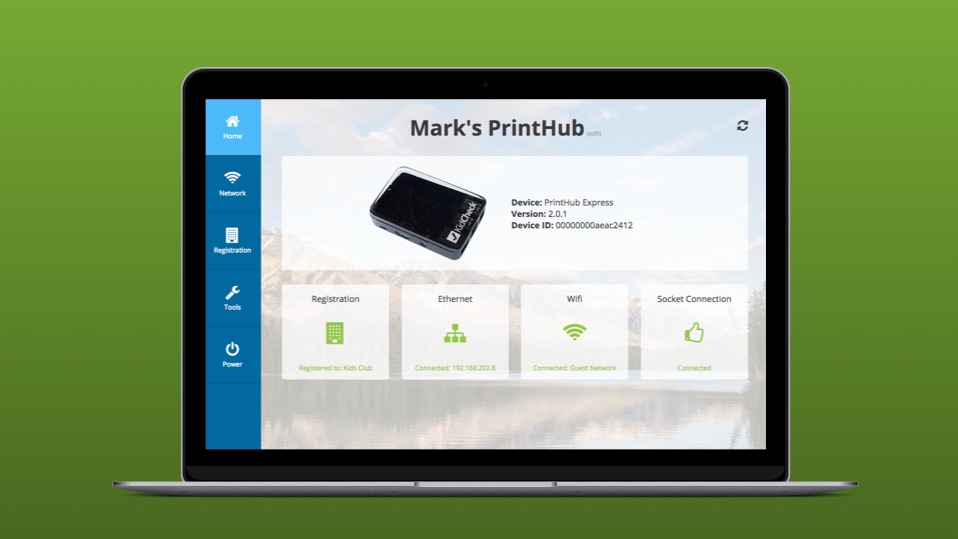 Home
Network
Registration
Tools
Power
Mark's PrintHub (edit)
KidCheck
Device: PrintHub Express
Version: 2.0.1
Device ID: 00000000aeac2412
Registration
Registered to: Kids Club
Ethernet
Connected: 192.168.202.8
Wifi
Connected: Guest Network
Socket Connection
Connected